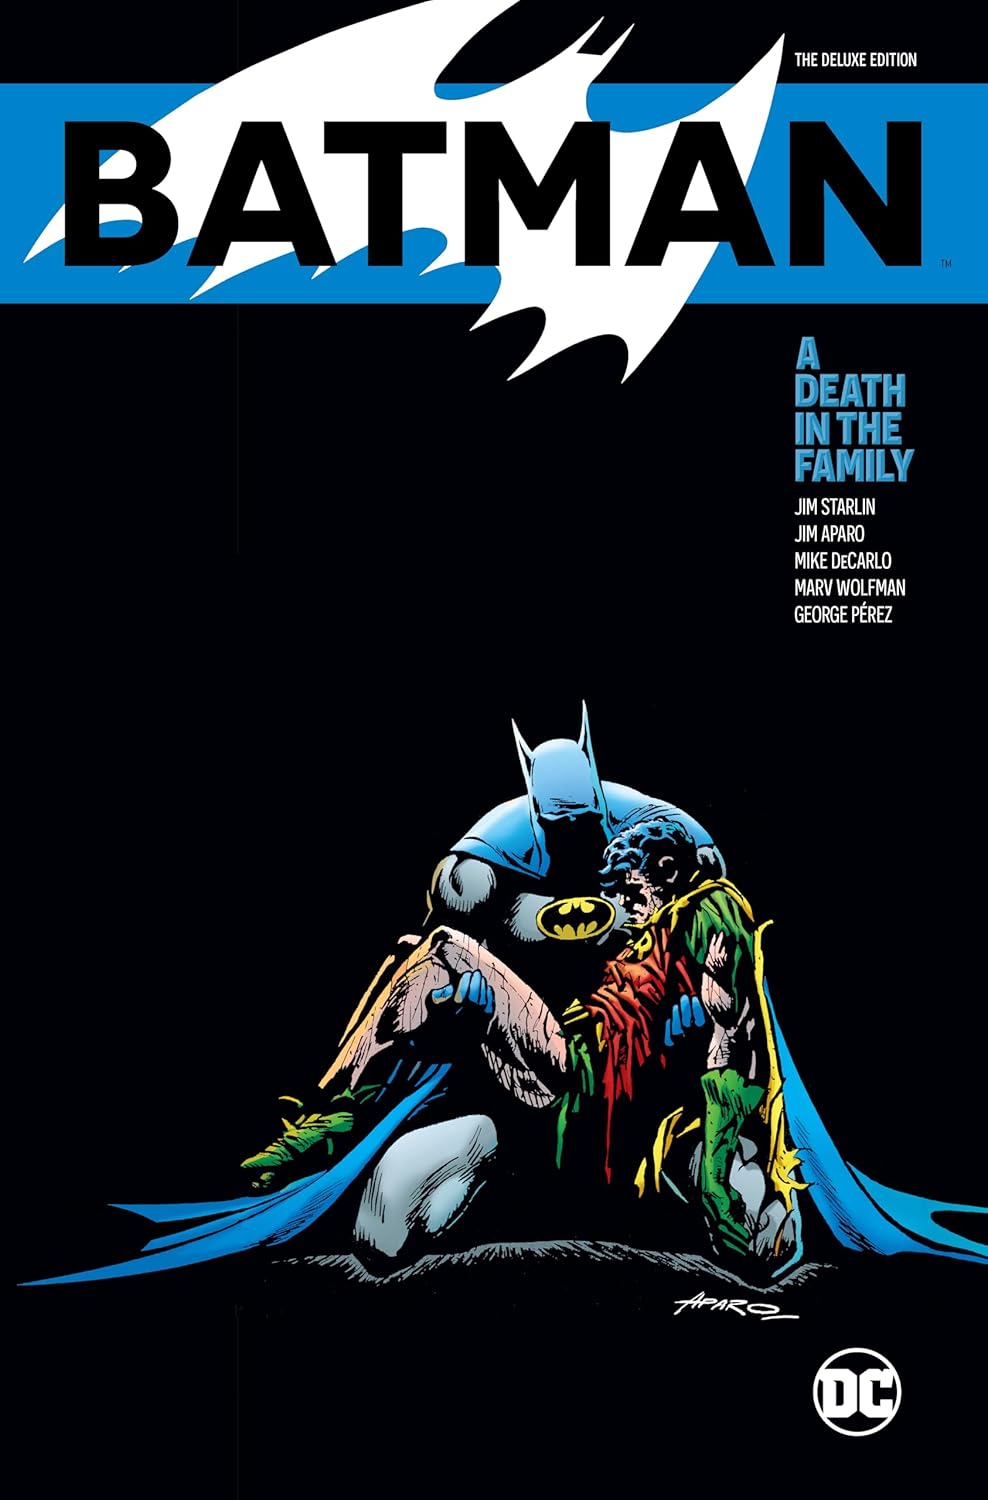 THE DELUXE EDITION
BATMAN
TM
A
DEATH
IN THE
FAMILY
JIM STARLIN
JIM APARO
MIKE DeCARLO
MARV WOLFMAN
GEORGE PÉREZ
R
APARO
DC